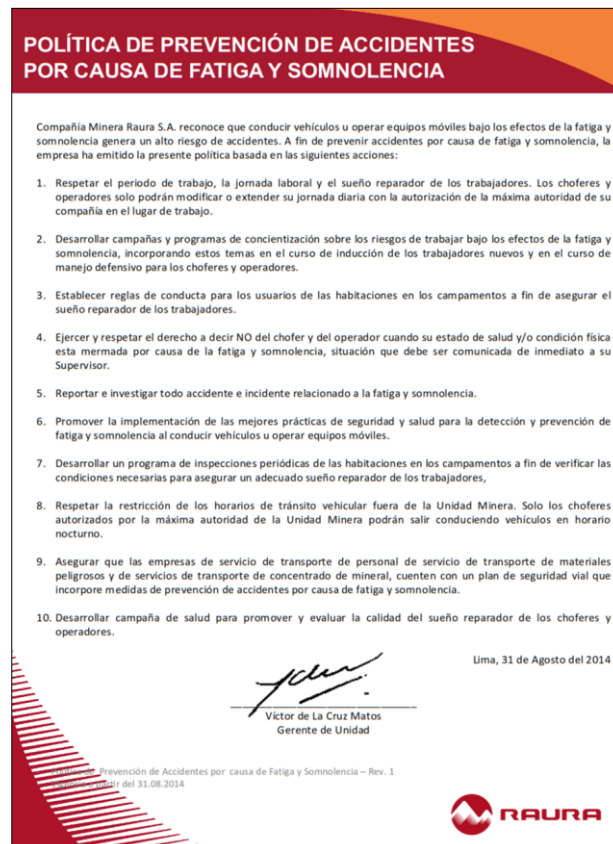 POLÍTICA DE PREVENCIÓN DE ACCIDENTES
POR CAUSA DE FATIGA Y SOMNOLENCIA
Compañía Minera Raura S.A. reconoce que conducir vehículos u operar equipos móviles bajo los efectos de la fatiga y
somnolencia genera un alto riesgo de accidentes. A fin de prevenir accidentes por causa de fatiga y somnolencia, la
empresa ha emitido la presente política basada en las siguientes acciones:
1. Respetar el periodo de trabajo, la jornada laboral y el sueño reparador de los trabajadores. Los choferes y
operadores solo podrán modificar o extender su jornada diaria con la autorización de la máxima autoridad de su
compañía en el lugar de trabajo.
2. Desarrollar campañas y programas de concientización sobre los riesgos de trabajar bajo los efectos de la fatiga y
somnolencia, incorporando estos temas en el curso de inducción de los trabajadores nuevos y en el curso de
manejo defensivo para los choferes y operadores.
3. Establecer reglas de conducta para los usuarios de las habitaciones en los campamentos a fin de asegurar el
sueño reparador de los trabajadores.
4. Ejercer y respetar el derecho a decir NO del chofer y del operador cuando su estado de salud y/o condición física
esta mermada por causa de la fatiga y somnolencia, situación que debe ser comunicada de inmediato a su
Supervisor.
5. Reportar e investigar todo accidente e incidente relacionado a la fatiga y somnolencia.
6. Promover la implementación de las mejores prácticas de seguridad y salud para la detección y prevención de
fatiga y somnolencia al conducir vehículos u operar equipos móviles.
7. Desarrollar un programa de inspecciones periódicas de las habitaciones en los campamentos a fin de verificar las
condiciones necesarias para asegurar un adecuado sueño reparador de los trabajadores,
8. Respetar la restricción de los horarios de tránsito vehicular fuera de la Unidad Minera. Solo los choferes
autorizados por la máxima autoridad de la Unidad Minera podrán salir conduciendo vehículos en horario
nocturno.
9. Asegurar que las empresas de servicio de transporte de personal de servicio de transporte de materiales
peligrosos y de servicios de transporte de concentrado de mineral, cuenten con un plan de seguridad vial que
incorpore medidas de prevención de accidentes por causa de fatiga y somnolencia.
10. Desarrollar campaña de salud para promover y evaluar la calidad del sueño reparador de los choferes y
operadores.
Lima, 31 de Agosto del 2014
Víctor de La Cruz Matos
Gerente de Unidad
de Prevención de Accidentes por causa de Fatiga y Somnolencia – Rev. 1
a partir del 31.08.2014
RAURA